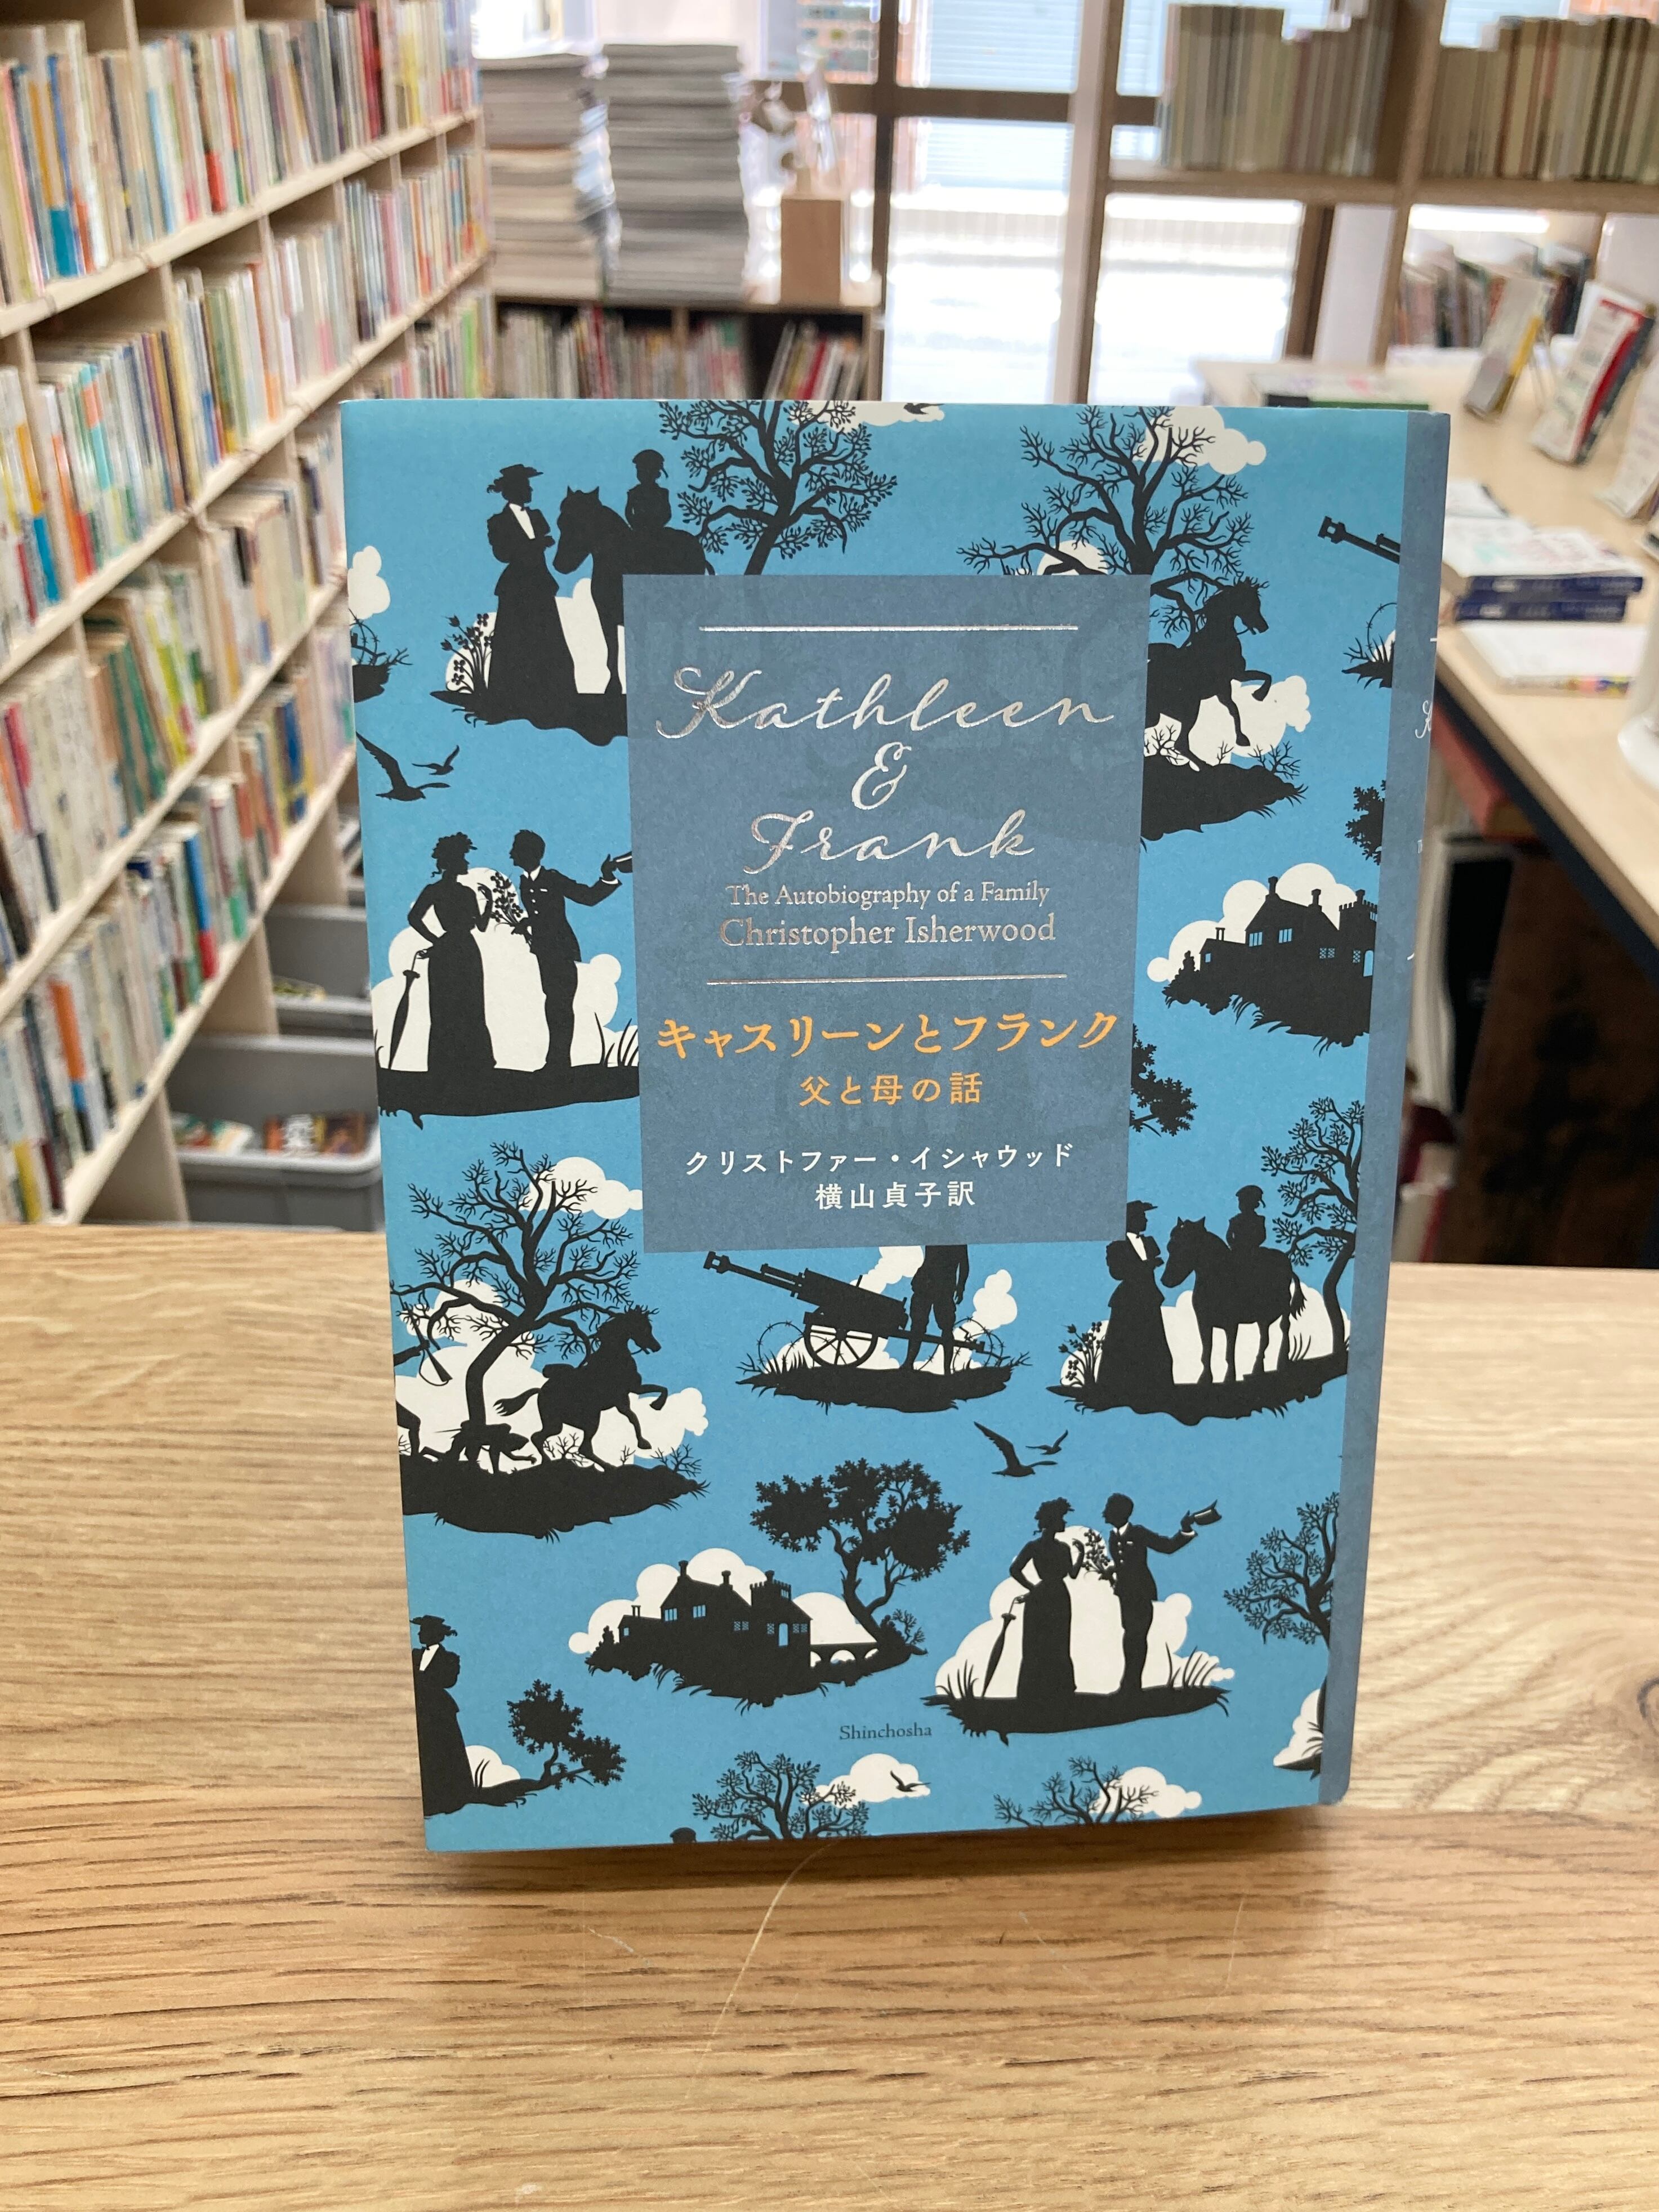 Kathleen
&
Frank
The Autobiography of a Family
Christopher Isherwood
キャスリーンとフランク
父と母の話
クリストファー・イシャウッド
横山貞子訳
Shinchosha